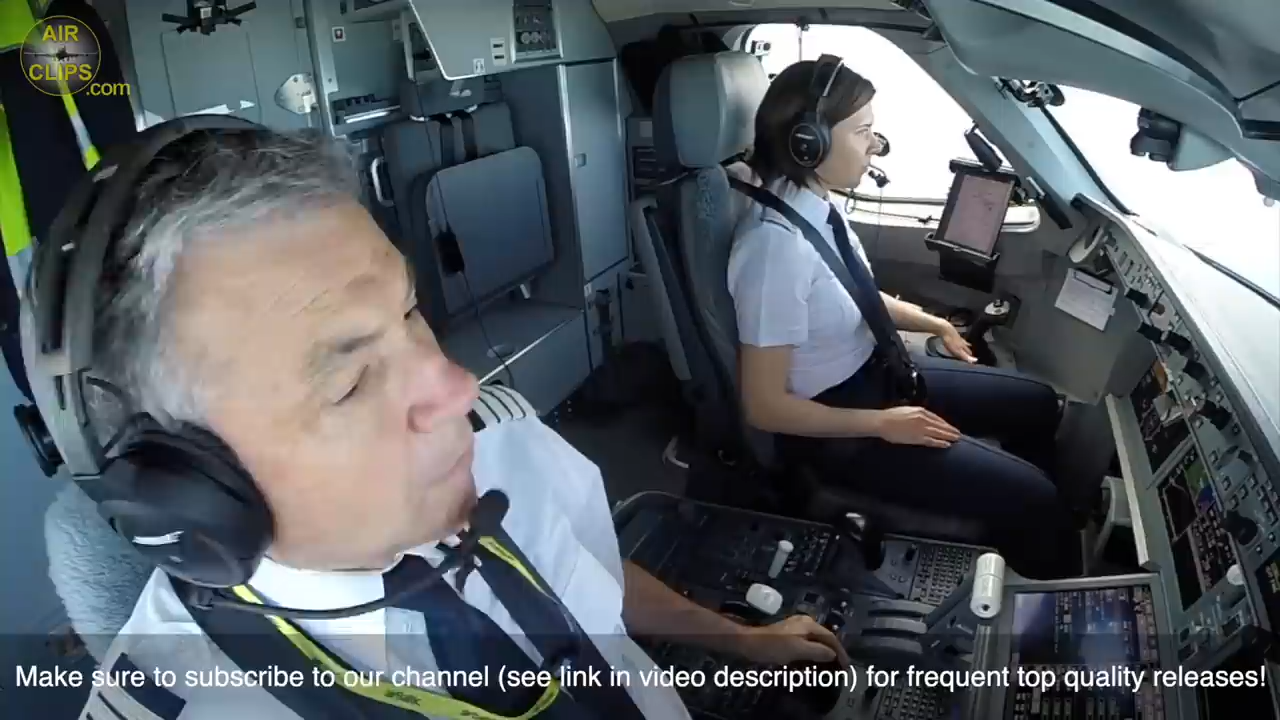 AIR
CLIPS
.com
Make sure to subscribe to our channel (see link in video description) for frequent top quality releases!